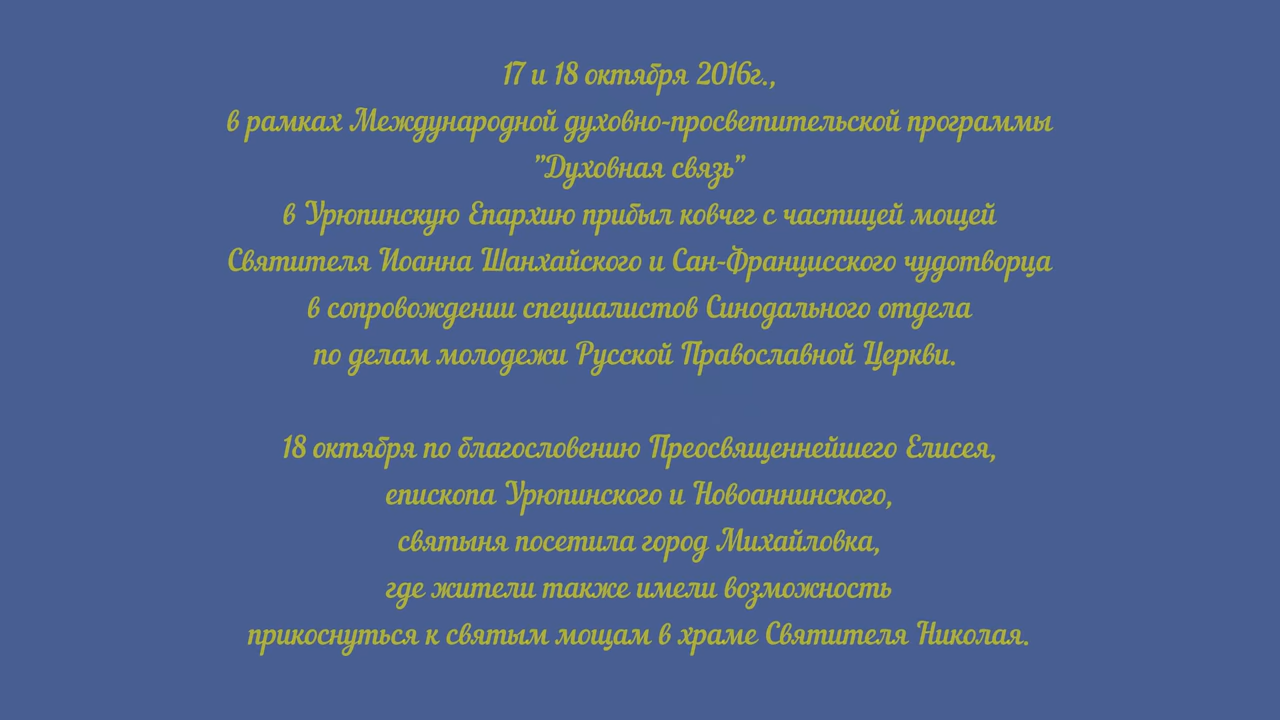 17 и 18 октября 2016г.,
в рамках Международной духовно-просветительской программы
"Духовная связь"
в Урюпинскую Епархию прибыл ковчег с частицей мощей
Святителя Иоанна Шанхайского и Сан-Францисского чудотворца
в сопровождении специалистов Синодального отдела
по делам молодежи Русской Православной Церкви.
18 октября по благословению Преосвященнейшего Елисея,
епископа Урюпинского и Новоаннинского,
святыня посетила город Михайловка,
где жители также имели возможность
прикоснуться к святым мощам в храме Святителя Николая.